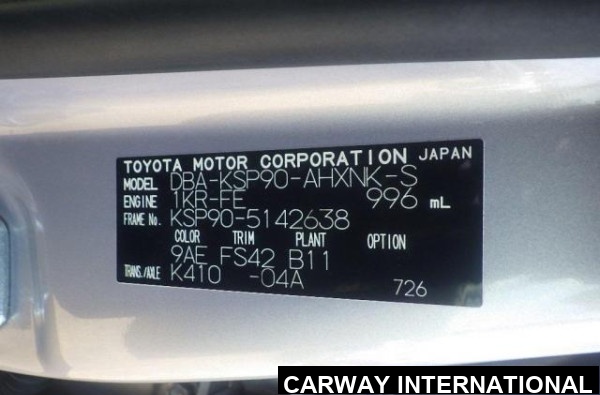 TOYOTA MOTOR CORPORATION JAPAN
MODEL DBA-KSP90-AHXNK-S
ENGINE 1KR-FE 996 mL
FRAME No. KSP90-5142638
COLOR TRIM PLANT OPTION
9AE FS42 B11
TRANS./AXLE K410 -04A
726
CARWAY INTERNATIONAL